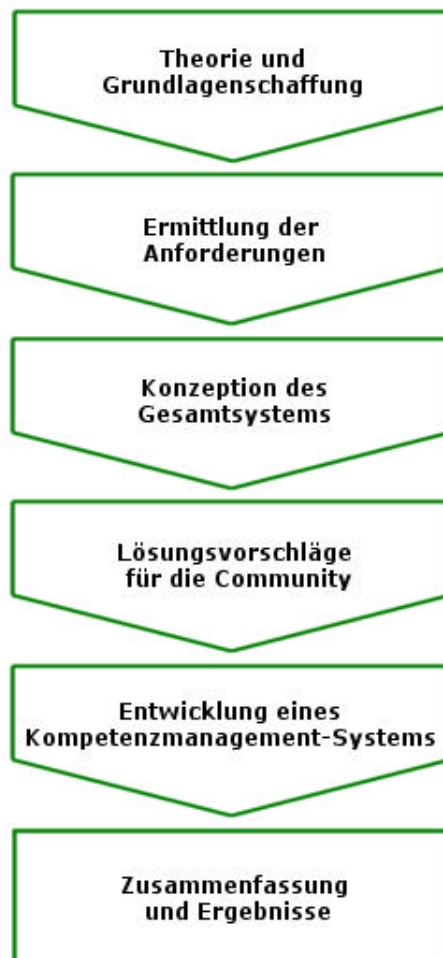 Theorie und
Grundlagenschaffung
Ermittlung der
Anforderungen
Konzeption des
Gesamtsystems
Lösungsvorschläge
für die Community
Entwicklung eines
Kompetenzmanagement-Systems
Zusammenfassung
und Ergebnisse